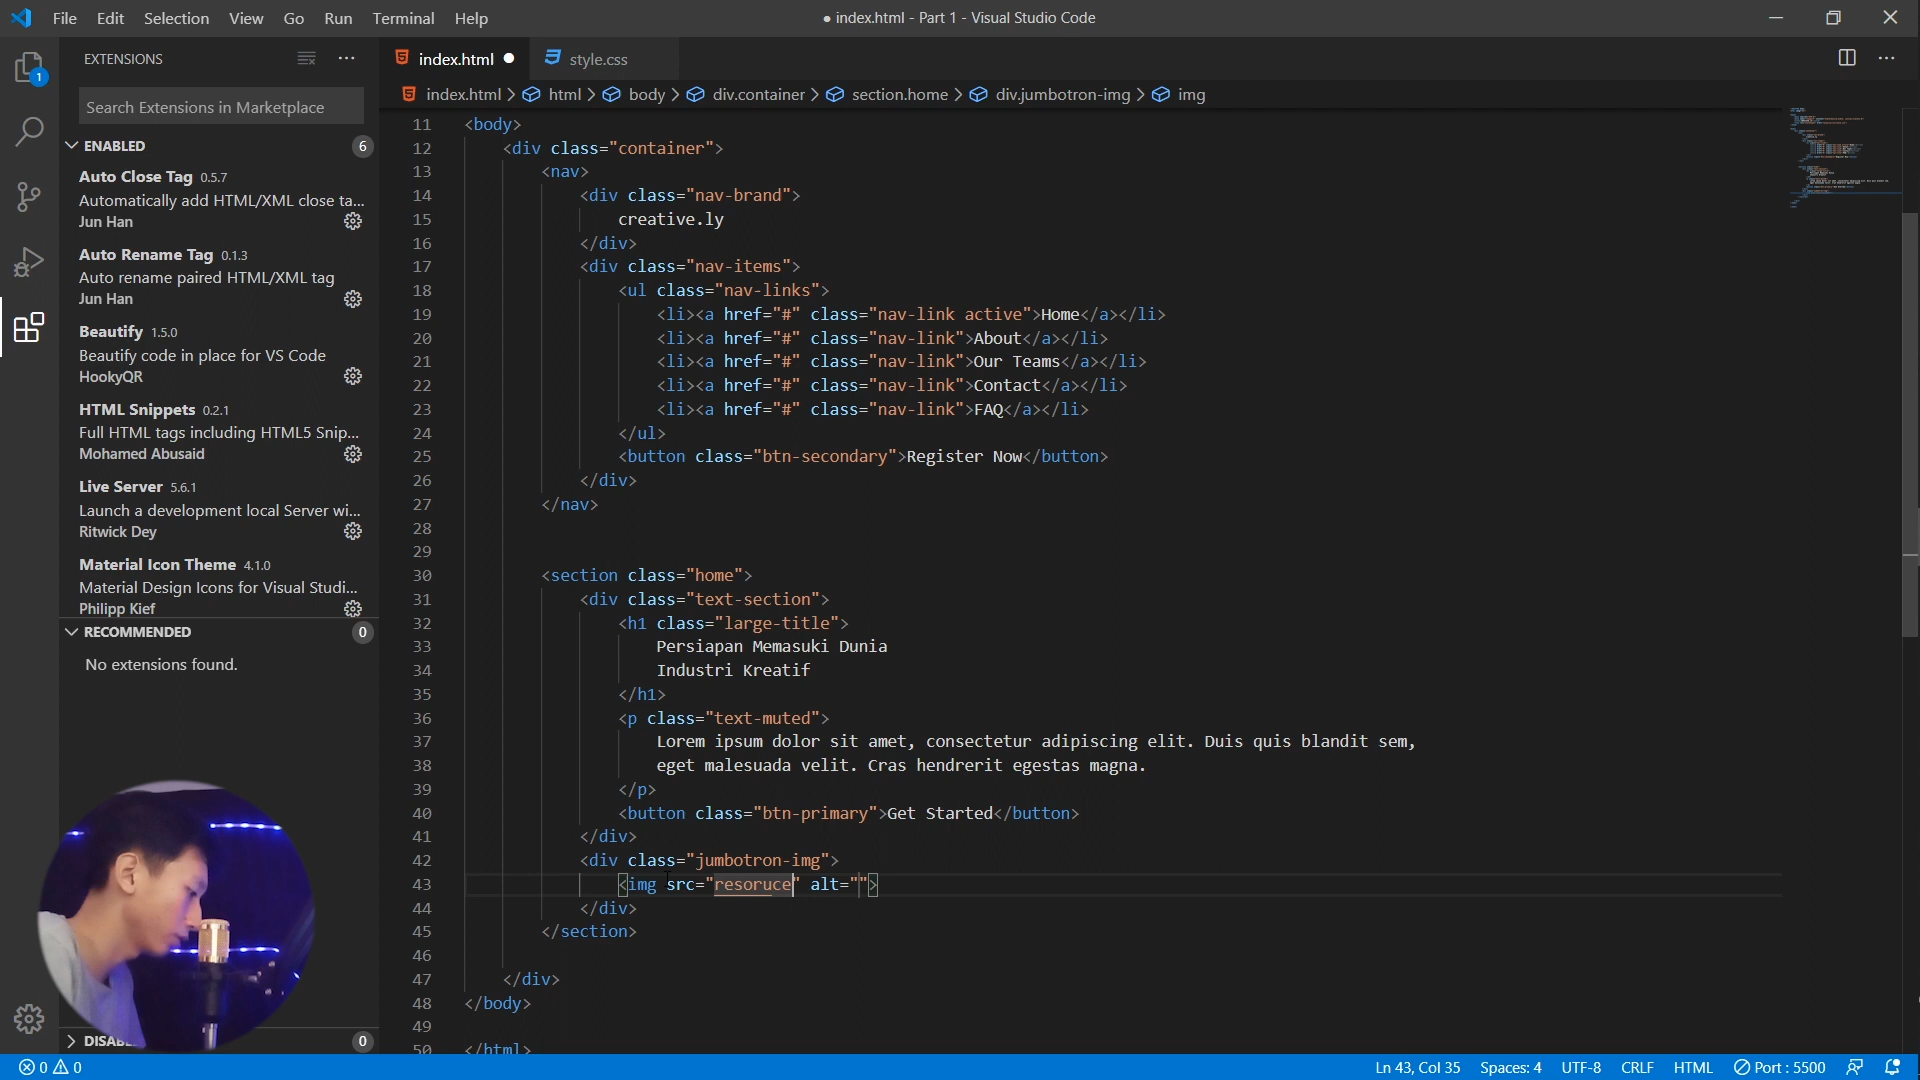 File Edit Selection View Go Run Terminal Help
● index.html - Part 1 - Visual Studio Code
EXTENSIONS
Search Extensions in Marketplace
ENABLED 6
Auto Close Tag 0.5.7
Automatically add HTML/XML close ta...
Jun Han
Auto Rename Tag 0.1.3
Auto rename paired HTML/XML tag
Jun Han
Beautify 1.5.0
Beautify code in place for VS Code
HookyQR
HTML Snippets 0.2.1
Full HTML tags including HTML5 Snip...
Mohamed Abusaid
Live Server 5.6.1
Launch a development local Server wi...
Ritwick Dey
Material Icon Theme 4.1.0
Material Design Icons for Visual Studi...
Philipp Kief
RECOMMENDED 0
No extensions found.
DISABL... 0
1
index.html ● style.css
index.html > html > body > div.container > section.home > div.jumbotron-img > img
11 <body>
12 <div class="container">
13 <nav>
14 <div class="nav-brand">
15 creative.ly
16 </div>
17 <div class="nav-items">
18 <ul class="nav-links">
19 <li><a href="#" class="nav-link active">Home</a></li>
20 <li><a href="#" class="nav-link">About</a></li>
21 <li><a href="#" class="nav-link">Our Teams</a></li>
22 <li><a href="#" class="nav-link">Contact</a></li>
23 <li><a href="#" class="nav-link">FAQ</a></li>
24 </ul>
25 <button class="btn-secondary">Register Now</button>
26 </div>
27 </nav>
28
29
30 <section class="home">
31 <div class="text-section">
32 <h1 class="large-title">
33 Persiapan Memasuki Dunia
34 Industri Kreatif
35 </h1>
36 <p class="text-muted">
37 Lorem ipsum dolor sit amet, consectetur adipiscing elit. Duis quis blandit sem,
38 eget malesuada velit. Cras hendrerit egestas magna.
39 </p>
40 <button class="btn-primary">Get Started</button>
41 </div>
42 <div class="jumbotron-img">
43 <img src="resoruce" alt="">
44 </div>
45 </section>
46
47 </div>
48 </body>
49
50 </html>
0 0
Ln 43, Col 35 Spaces: 4 UTF-8 CRLF HTML Port : 5500